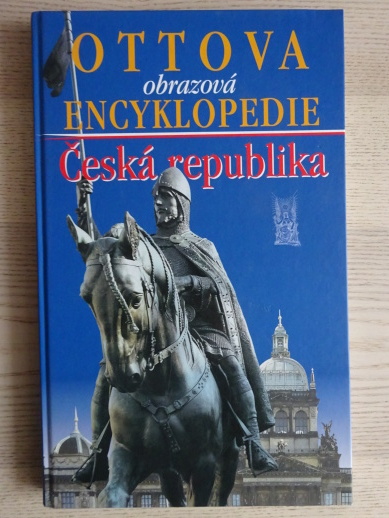 OTTOVA
obrazová
ENCYKLOPEDIE
Česká republika